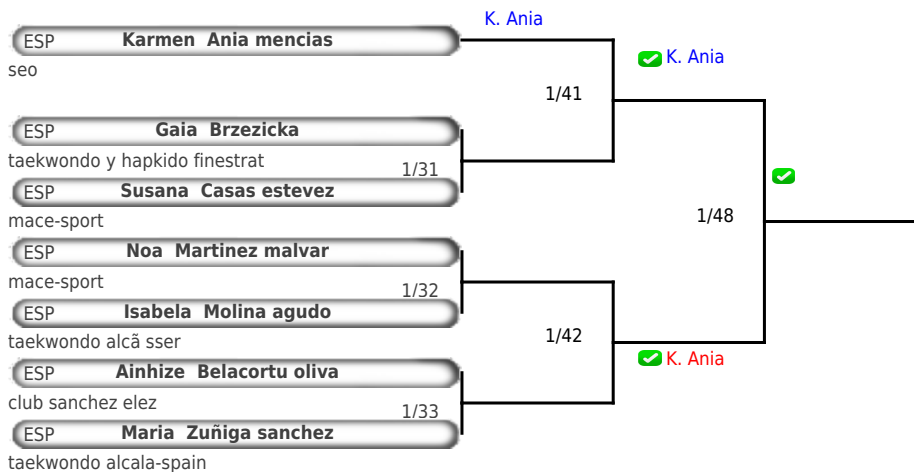 K. Ania
ESP Karmen Ania mencias
seo
K. Ania
1/41
ESP Gaia Brzezicka
taekwondo y hapkido finestrat
1/31
ESP Susana Casas estevez
mace-sport
1/48
ESP Noa Martinez malvar
mace-sport
1/32
ESP Isabela Molina agudo
taekwondo alcã sser
1/42
K. Ania
ESP Ainhize Belacortu oliva
club sanchez elez
1/33
ESP Maria Zuñiga sanchez
taekwondo alcala-spain